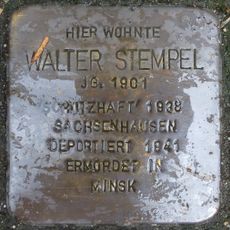 HIER WOHNTE
WALTER STEMPEL
JG. 1901
SCHUTZHAFT 1938
SACHSENHAUSEN
DEPORTIERT 1941
ERMORDET IN
MINSK